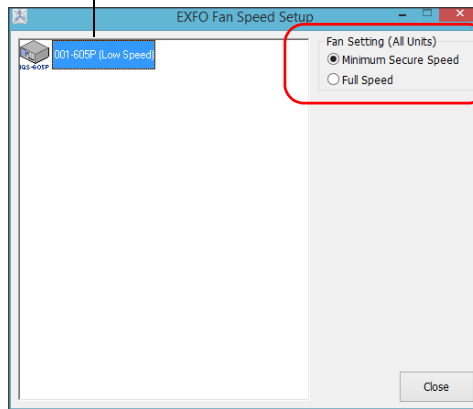 EXFO Fan Speed Setup
001-605P (Low Speed)
IQS-605P
Fan Setting (All Units)
Minimum Secure Speed
Full Speed
Close